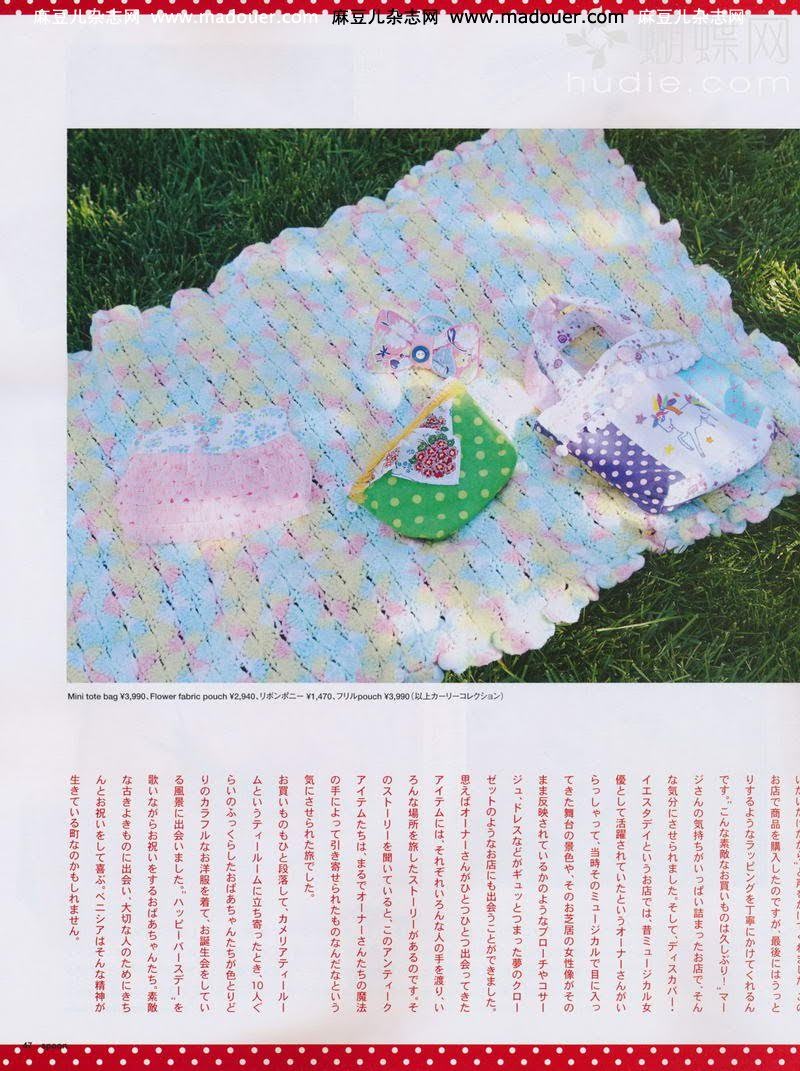 麻豆儿杂志网 www.madouer.com 麻豆儿杂志网 www.madouer.com 麻豆儿杂志网 www.madouer.com
蝴蝶网
hudie.com
Mini tote bag ¥3,990、Flower fabric pouch ¥2,940、リボンポニー ¥1,470、フリルpouch ¥3,990（以上カーリーコレクション）
お店で商品を購入したのですが、最後にはうっと
りするようなラッピングを丁寧にかけてくれるん
です。“こんな素敵なお買いものは久しぶり！”マー
ジさんの気持ちがいっぱい詰まったお店で、そん
な気分にさせられました。そして、ディスカバー・
イエスタデイというお店では、昔ミュージカル女
優として活躍されていたというオーナーさんがい
らっしゃって、当時そのミュージカルで目に入っ
てきた舞台の景色や、そのお芝居の女性像がその
まま反映されているかのようなブローチやコサー
ジュ、ドレスなどがギュッとつまった夢のクロー
ゼットのようなお店にも出会うことができました。
思えばオーナーさんがひとつひとつ出会ってきた
アイテムには、それぞれいろんな人の手を渡り、い
ろんな場所を旅したストーリーがあるのです。そ
のストーリーを聞いていると、このアンティーク
アイテムたちは、まるでオーナーさんたちの魔法
の手によって引き寄せられたものなんだなという
気にさせられた旅でした。
お買いものもひと段落して、カメリアティールー
ムというティールームに立ち寄ったとき、10人ぐ
らいのふっくらしたおばあちゃんたちが色とりど
りのカラフルなお洋服を着て、お誕生会をしてい
る風景に出会いました。“ハッピーバースデー”を
歌いながらお祝いをするおばあちゃんたち。素敵
な古きよきものに出会い、大切な人のためにきち
んとお祝いをして喜ぶ。ベニシアはそんな精神が
生きている町なのかもしれません。
47 spoon